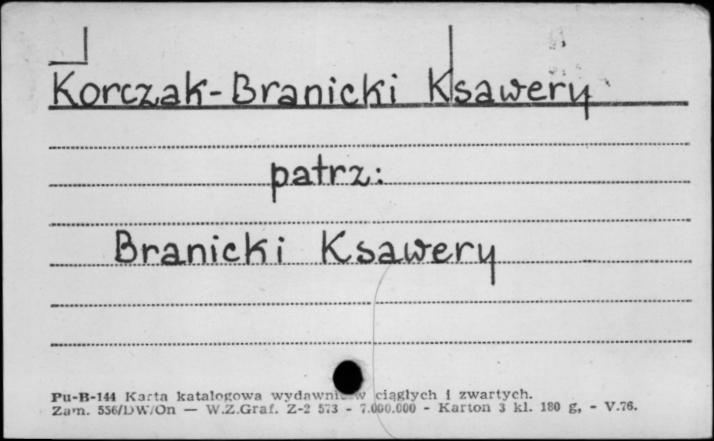 Korczak-Branicki Ksawery
patrz:
Branicki Ksawery
Pu-B-144 Karta katalogowa wydawnictw ciągłych i zwartych.
Zam. 556/DW/On — W.Z.Graf. Z-2 573 - 7.000.000 - Karton 3 kl. 180 g, - V.76.